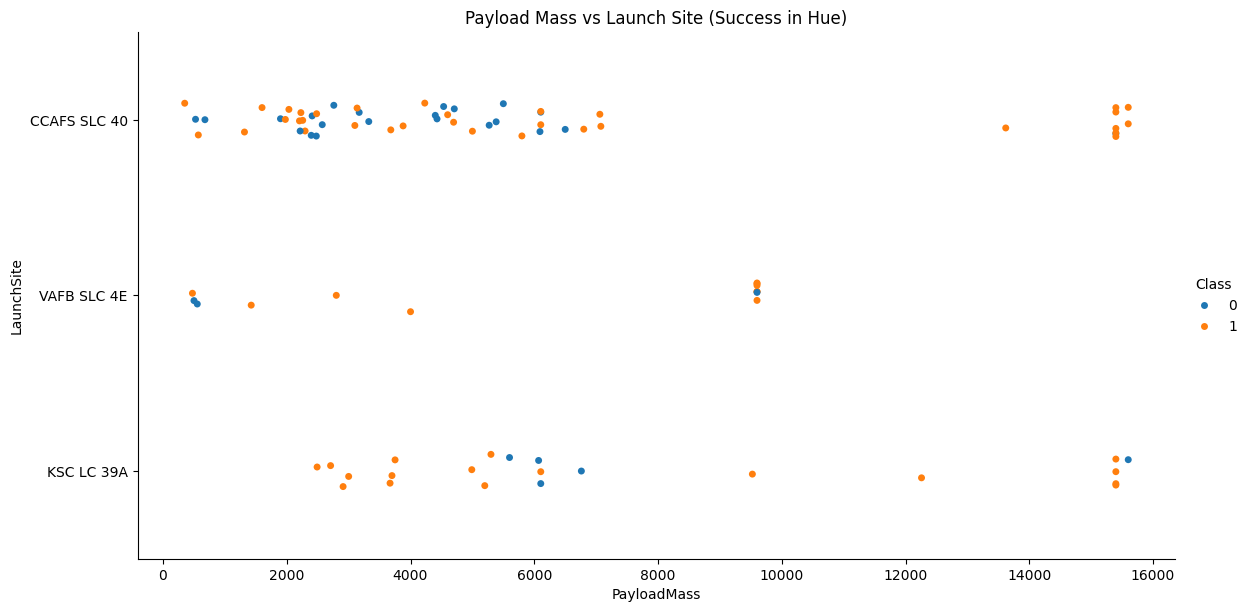 Payload Mass vs Launch Site (Success in Hue)
CCAFS SLC 40
VAFB SLC 4E
KSC LC 39A
LaunchSite
0 2000 4000 6000 8000 10000 12000 14000 16000
PayloadMass
Class
0
1